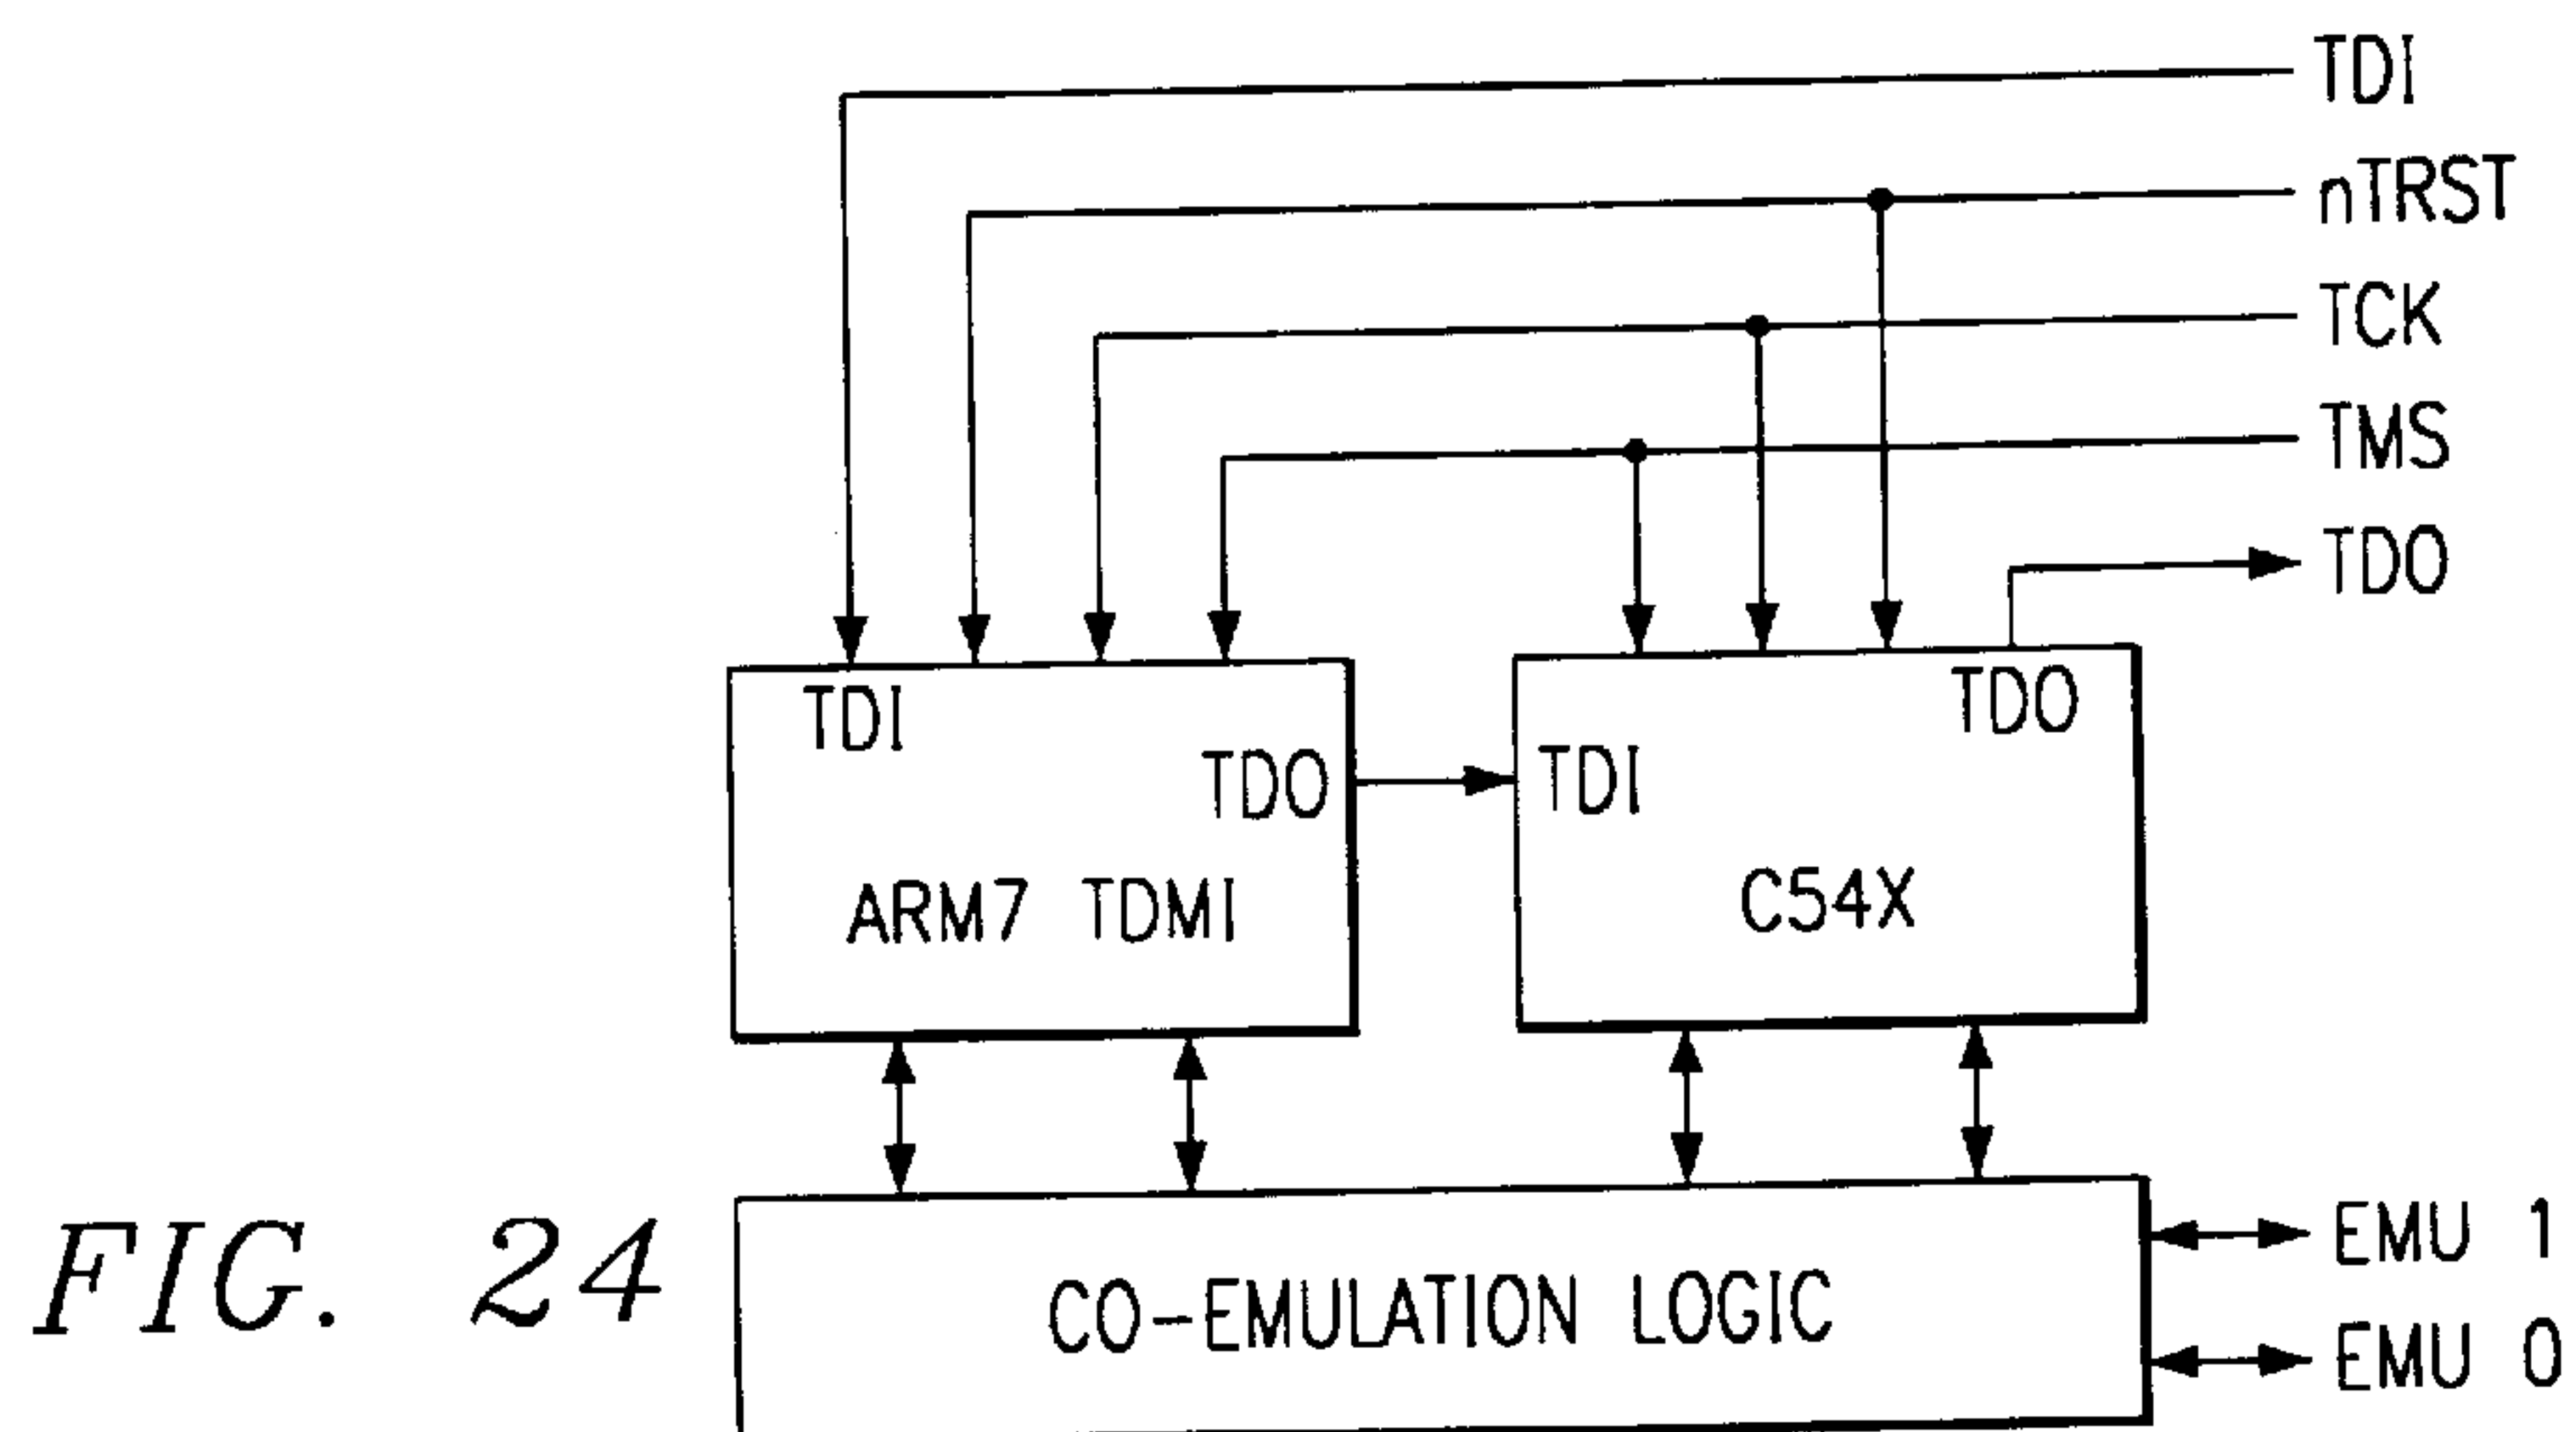 TDI
nTRST
TCK
TMS
TDO
TDI
TDO
TDO
TDI
ARM7 TDMI
C54X
EMU 1
CO-EMULATION LOGIC
EMU 0
FIG. 24